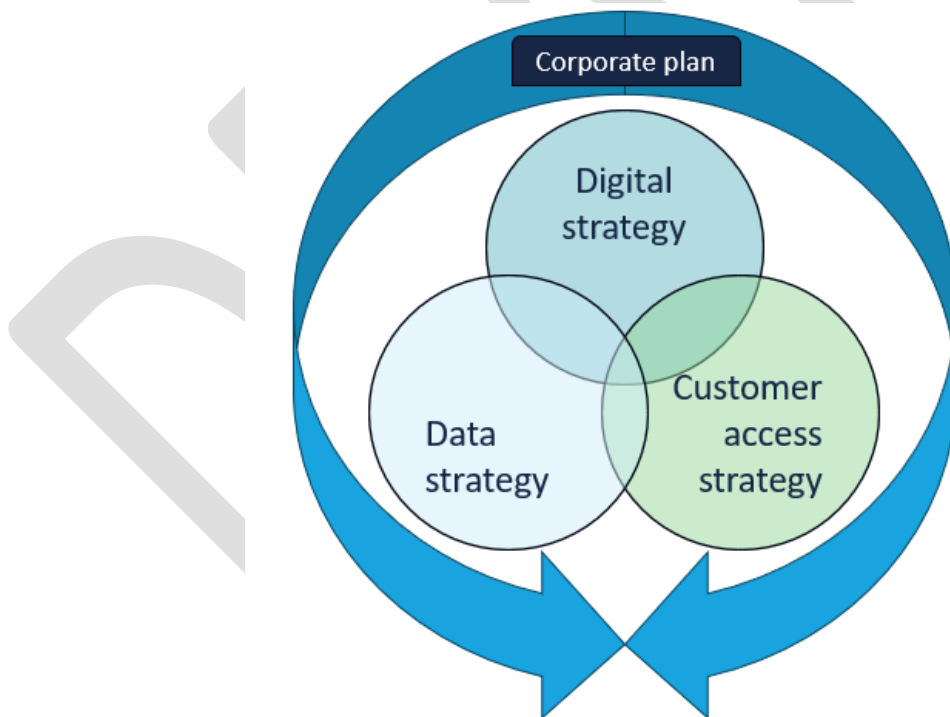 Corporate plan
Digital
strategy
Data
strategy
Customer
access
strategy